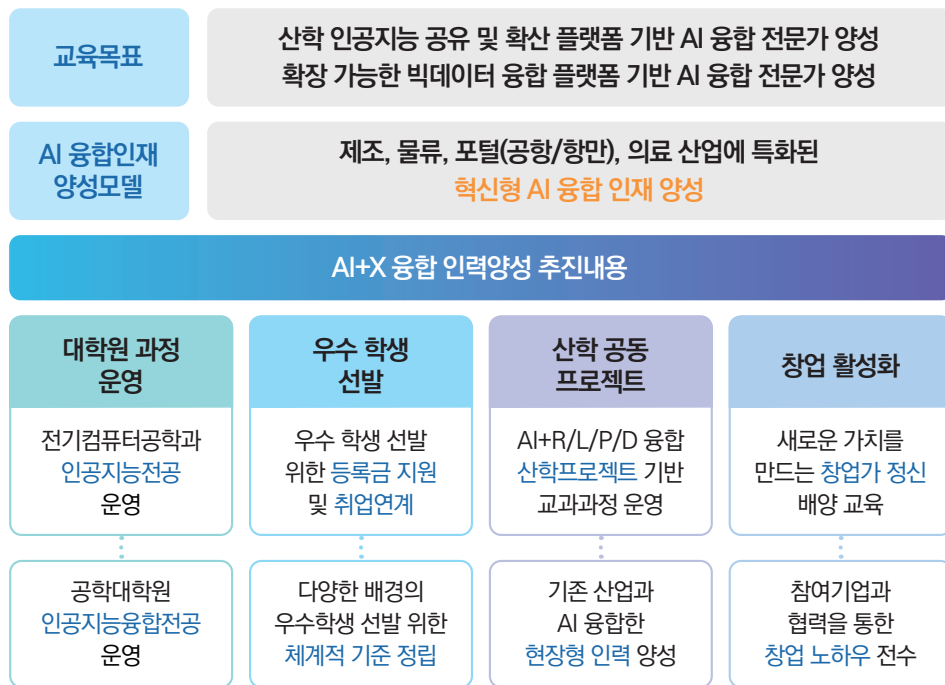 교육목표
산학 인공지능 공유 및 확산 플랫폼 기반 AI 융합 전문가 양성
확장 가능한 빅데이터 융합 플랫폼 기반 AI 융합 전문가 양성
AI 융합인재
양성모델
제조, 물류, 포털(공항/항만), 의료 산업에 특화된
혁신형 AI 융합 인재 양성
AI+X 융합 인력양성 추진내용
대학원 과정
운영
전기컴퓨터공학과
인공지능전공
운영
공학대학원
인공지능융합전공
운영
우수 학생
선발
우수 학생 선발
위한 등록금 지원
및 취업연계
다양한 배경의
우수학생 선발 위한
체계적 기준 정립
산학 공동
프로젝트
AI+R/L/P/D 융합
산학프로젝트 기반
교과과정 운영
기존 산업과
AI 융합한
현장형 인력 양성
창업 활성화
새로운 가치를
만드는 창업가 정신
배양 교육
참여기업과
협력을 통한
창업 노하우 전수